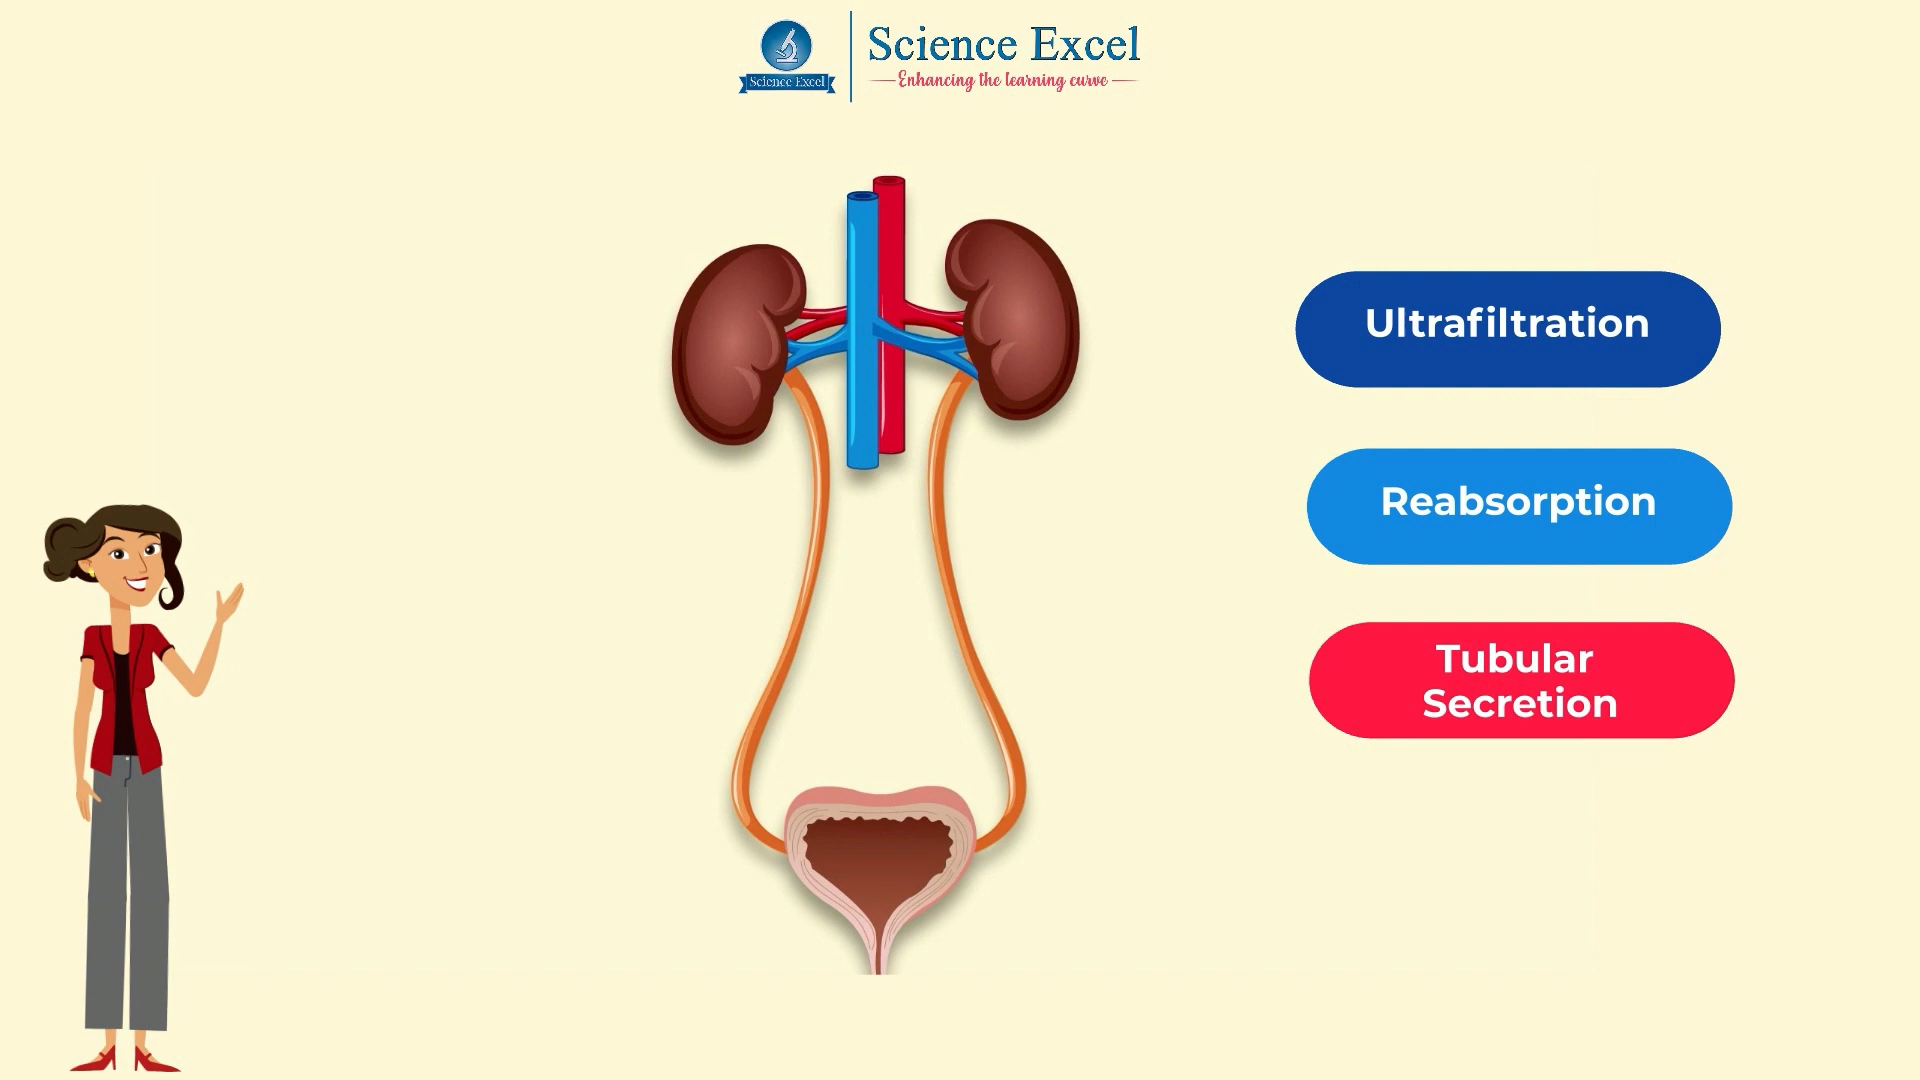 Science Excel
Science Excel
Enhancing the learning curve
Ultrafiltration
Reabsorption
Tubular
Secretion